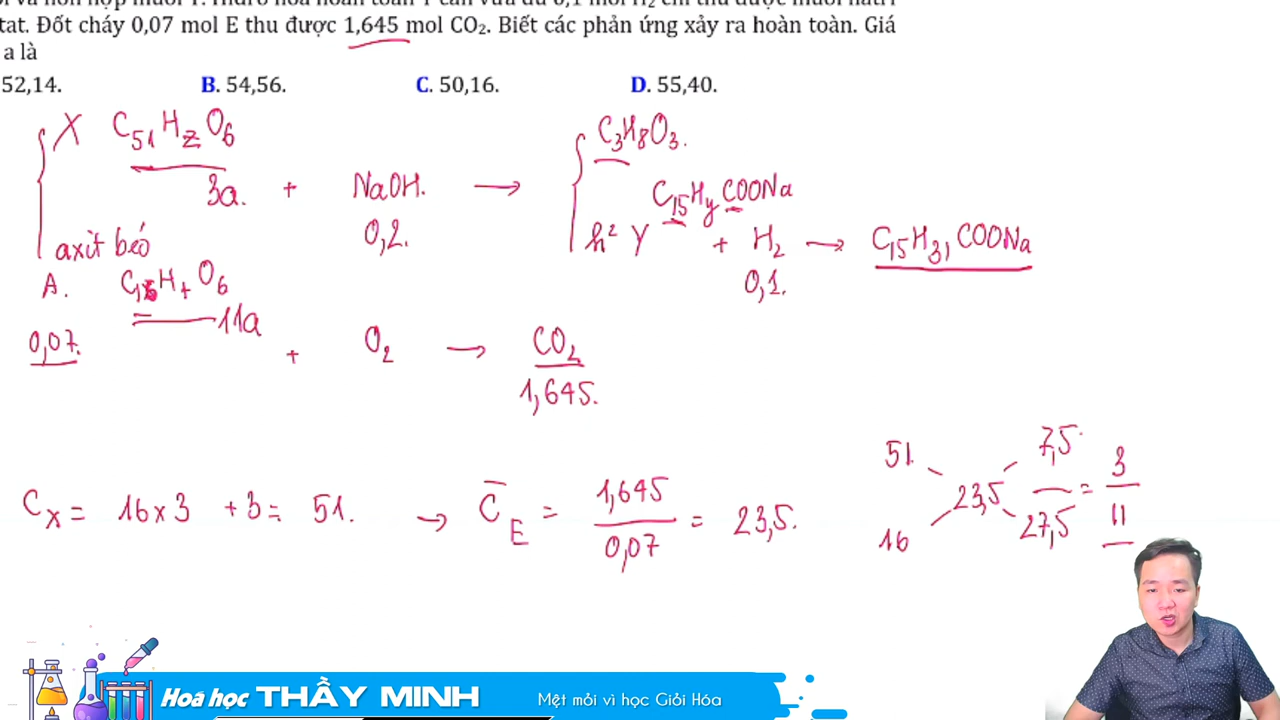 tat. Đốt cháy 0,07 mol E thu được 1,645 mol CO₂. Biết các phản ứng xảy ra hoàn toàn. Giá
a là
52,14. B. 54,56. C. 50,16. D. 55,40.
X C₅₁H_zO₆ C₃H₈O₃.
3a. + NaOH. → C₁₅H_yCOONa
axit béo 0,2. h² Y + H₂ → C₁₅H₃₁COONa
A. C₁₆H_tO₆ 0,1.
11a
0,07. + O₂ → CO₂
1,645.
C_X = 16x3 + 3 = 51. → C̄_E = 1,645 / 0,07 = 23,5.
51. 7,5.
23,5 = 3 / 11
16 27,5
Hoá học THẦY MINH Mệt mỏi vì học Giỏi Hóa